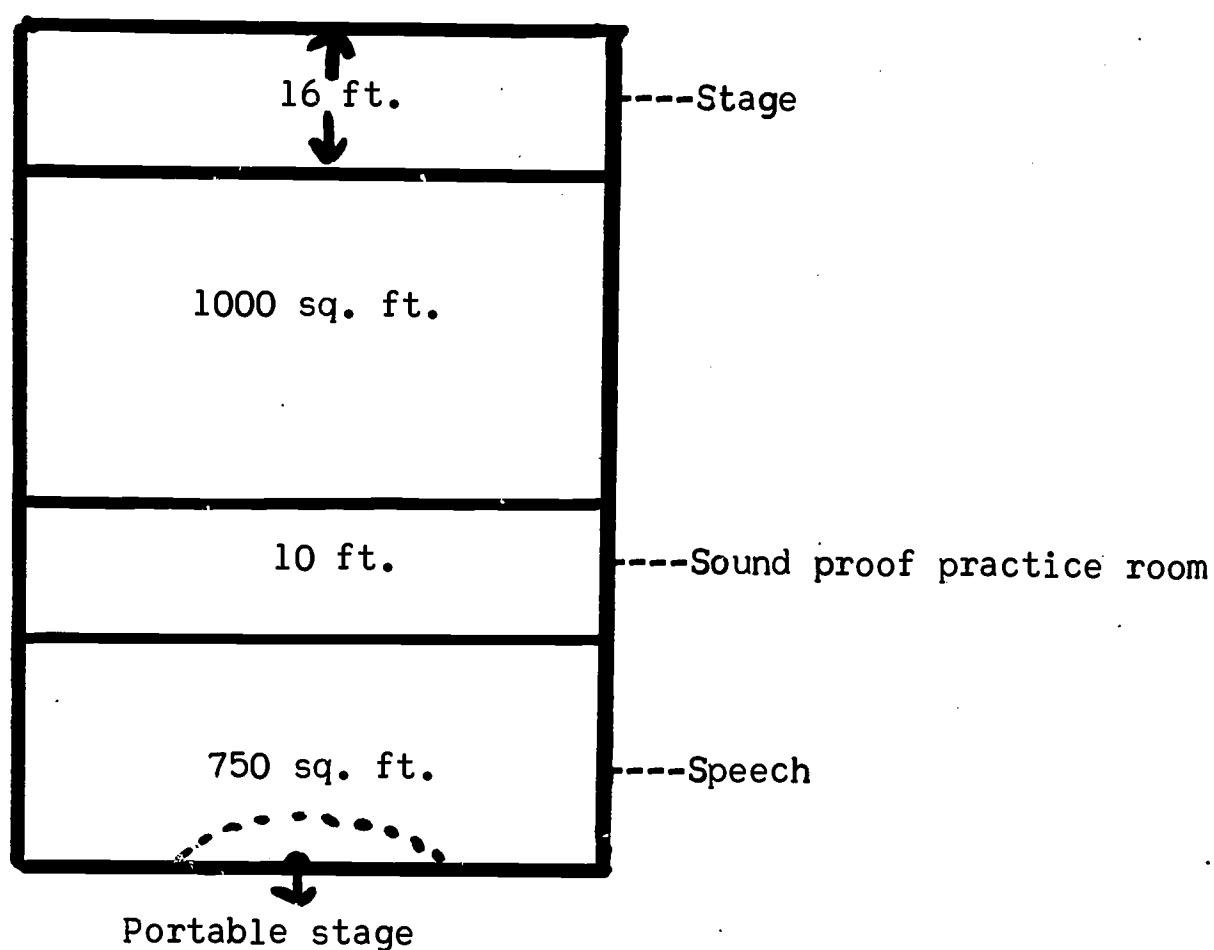 16 ft.
----Stage
1000 sq. ft.
10 ft.
----Sound proof practice room
750 sq. ft.
----Speech
Portable stage